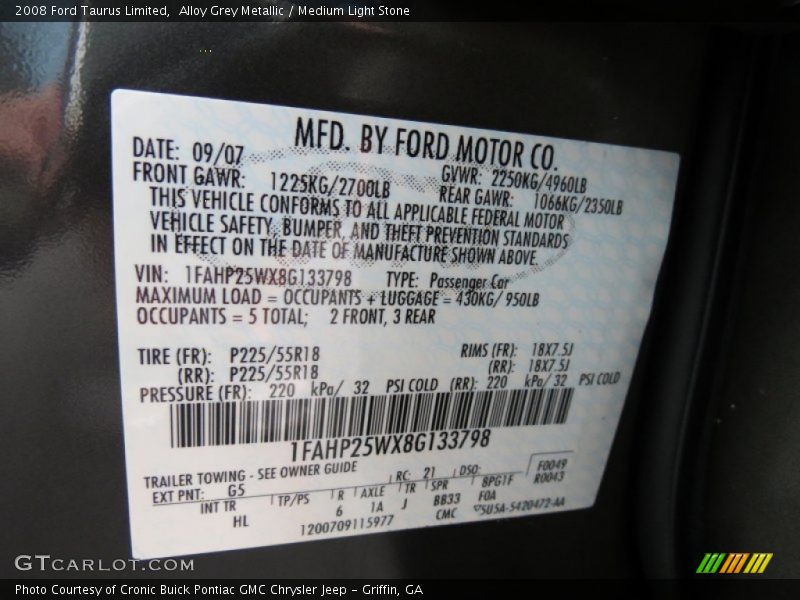 2008 Ford Taurus Limited, Alloy Grey Metallic / Medium Light Stone
MFD. BY FORD MOTOR CO.
DATE: 09/07 GVWR: 2250KG/4960LB
FRONT GAWR: 1225KG/2700LB REAR GAWR: 1066KG/2350LB
THIS VEHICLE CONFORMS TO ALL APPLICABLE FEDERAL MOTOR
VEHICLE SAFETY, BUMPER, AND THEFT PREVENTION STANDARDS
IN EFFECT ON THE DATE OF MANUFACTURE SHOWN ABOVE.
VIN: 1FAHP25WX8G133798 TYPE: Passenger Car
MAXIMUM LOAD = OCCUPANTS + LUGGAGE = 430KG/ 950LB
OCCUPANTS = 5 TOTAL; 2 FRONT, 3 REAR
TIRE (FR): P225/55R18 RIMS (FR): 18X7.5J
(RR): P225/55R18 (RR): 18X7.5J
PRESSURE (FR): 220 kPa/ 32 PSI COLD (RR): 220 kPa/ 32 PSI COLD
1FAHP25WX8G133798
TRAILER TOWING - SEE OWNER GUIDE RC: 21 DSO: F0049
EXT PNT: G5 R0043
INT TR TP/PS R AXLE TR SPR BPG1F
HL 6 1A J BB33 FOA
1200709115977 CMC 5U5A-5420472-AA
GTCARLOT.COM
Photo Courtesy of Cronic Buick Pontiac GMC Chrysler Jeep - Griffin, GA